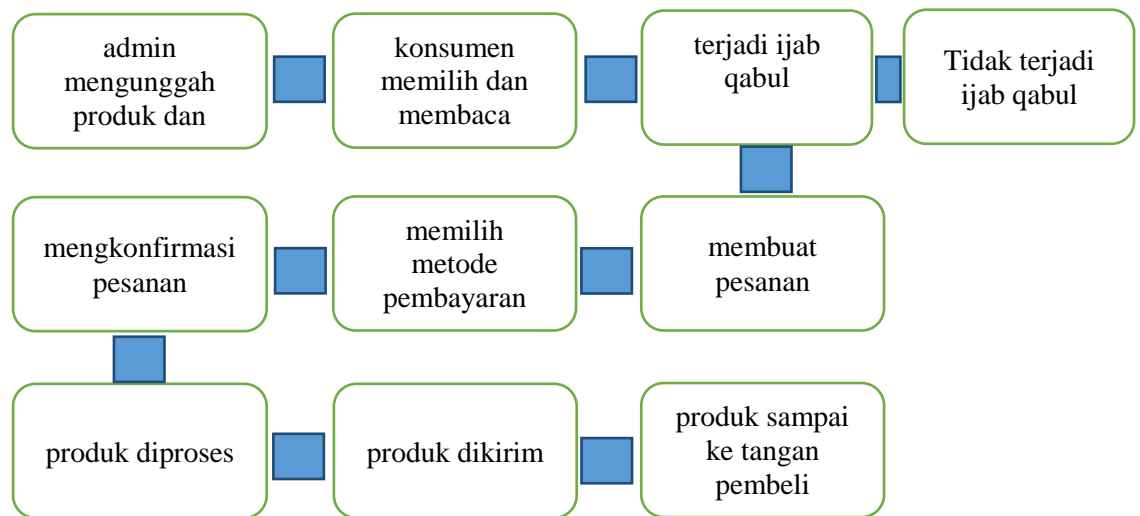 admin
mengunggah
produk dan
konsumen
memilih dan
membaca
terjadi ijab
qabul
Tidak terjadi
ijab qabul
mengkonfirmasi
pesanan
memilih
metode
pembayaran
membuat
pesanan
produk diproses
produk dikirim
produk sampai
ke tangan
pembeli